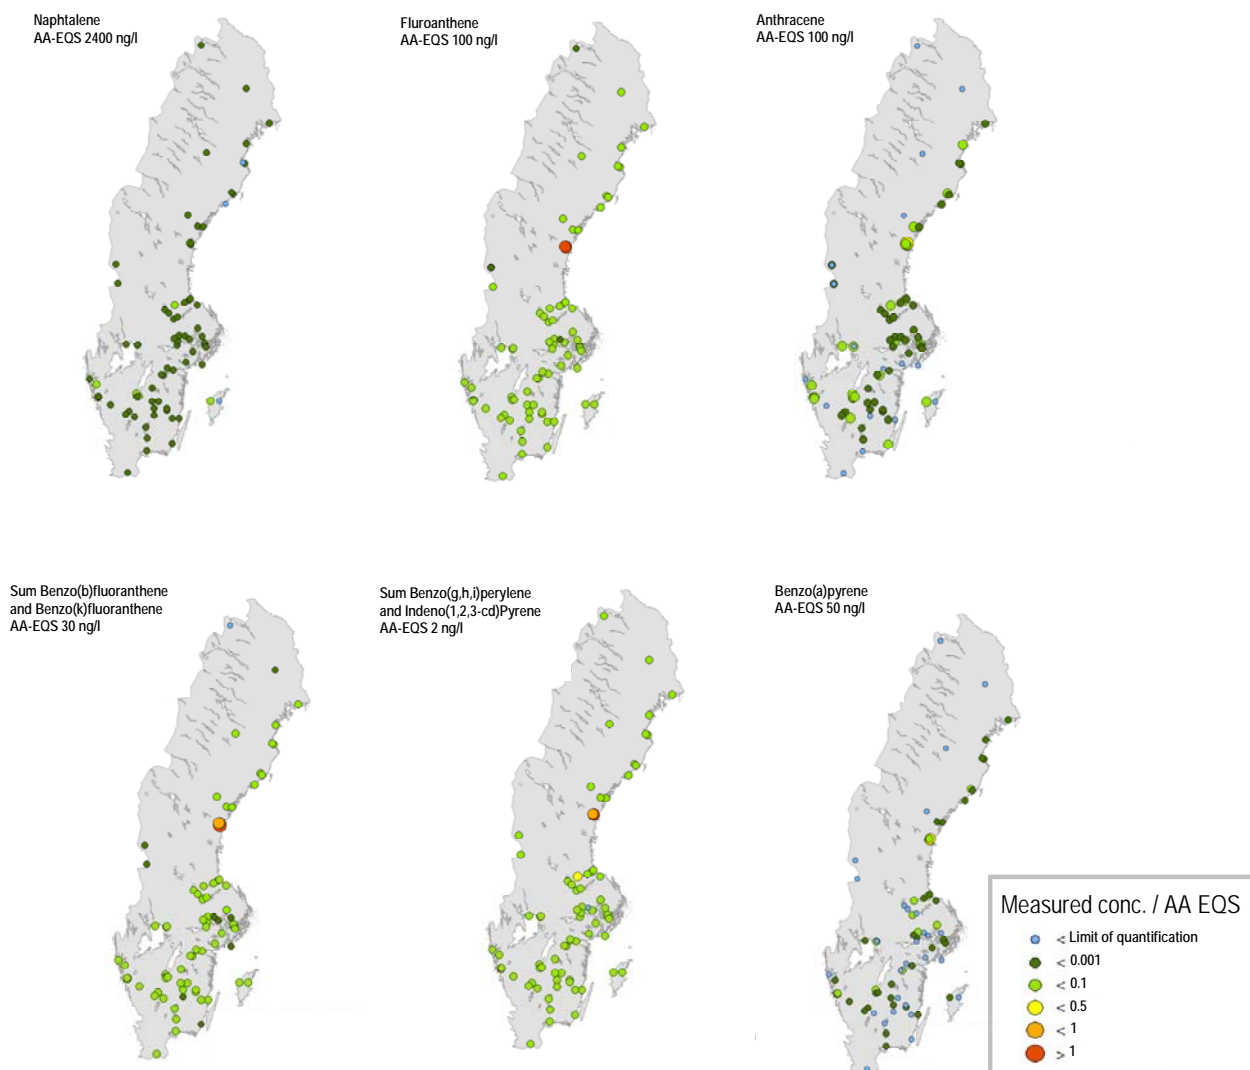 Naphtalene
AA-EQS 2400 ng/l
Fluroanthene
AA-EQS 100 ng/l
Anthracene
AA-EQS 100 ng/l
Sum Benzo(b)fluoranthene
and Benzo(k)fluoranthene
AA-EQS 30 ng/l
Sum Benzo(g,h,i)perylene
and Indeno(1,2,3-cd)Pyrene
AA-EQS 2 ng/l
Benzo(a)pyrene
AA-EQS 50 ng/l
Measured conc. / AA EQS
< Limit of quantification
< 0.001
< 0.1
< 0.5
< 1
> 1